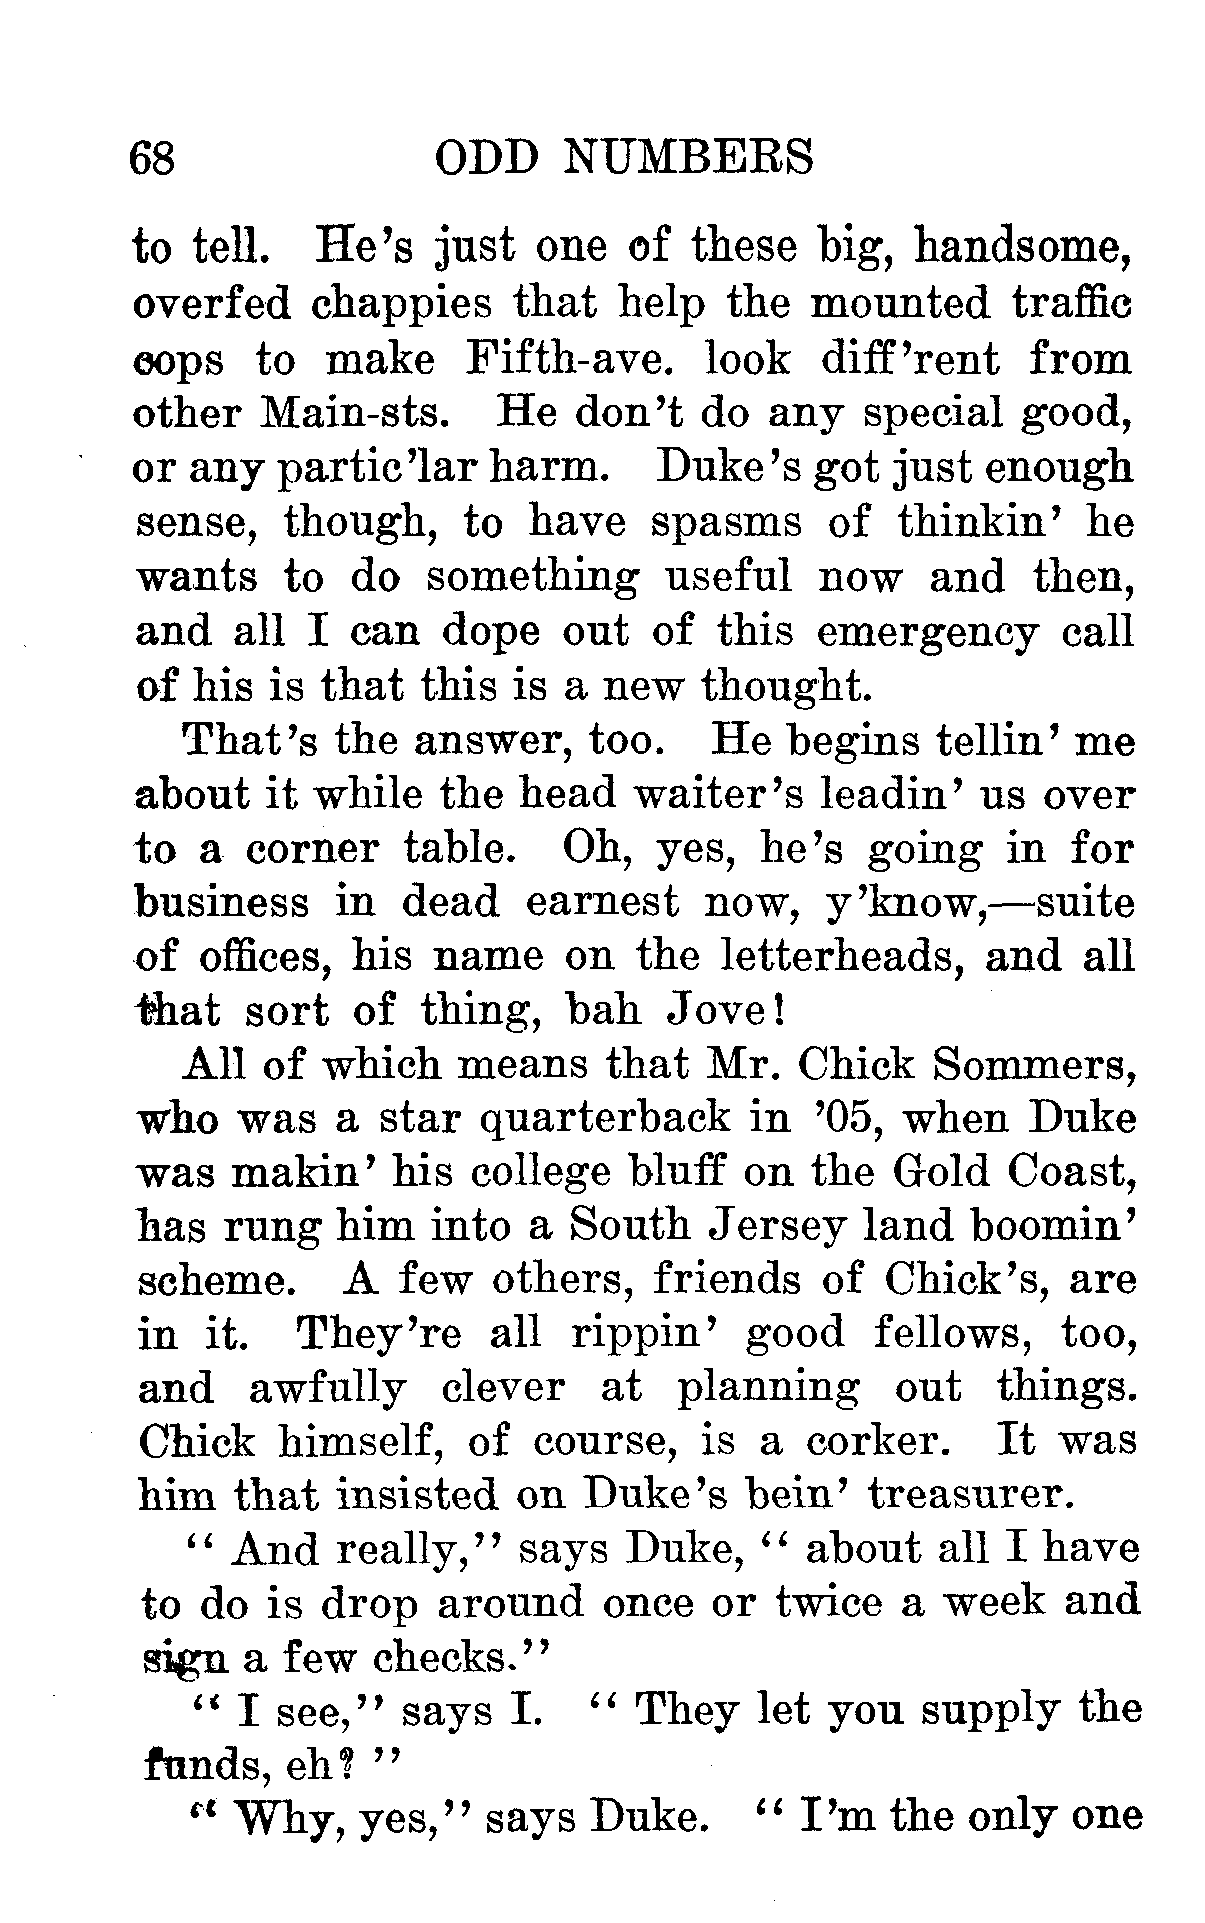 68 ODD NUMBERS
to tell. He's just one of these big, handsome,
overfed chappies that help the mounted traffic
cops to make Fifth-ave. look diff'rent from
other Main-sts. He don't do any special good,
or any partic'lar harm. Duke's got just enough
sense, though, to have spasms of thinkin' he
wants to do something useful now and then,
and all I can dope out of this emergency call
of his is that this is a new thought.
That's the answer, too. He begins tellin' me
about it while the head waiter's leadin' us over
to a corner table. Oh, yes, he's going in for
business in dead earnest now, y'know,—suite
of offices, his name on the letterheads, and all
that sort of thing, bah Jove!
All of which means that Mr. Chick Sommers,
who was a star quarterback in '05, when Duke
was makin' his college bluff on the Gold Coast,
has rung him into a South Jersey land boomin'
scheme. A few others, friends of Chick's, are
in it. They're all rippin' good fellows, too,
and awfully clever at planning out things.
Chick himself, of course, is a corker. It was
him that insisted on Duke's bein' treasurer.
“And really,” says Duke, “about all I have
to do is drop around once or twice a week and
sign a few checks.”
“I see,” says I. “They let you supply the
funds, eh?”
“Why, yes,” says Duke. “I'm the only one